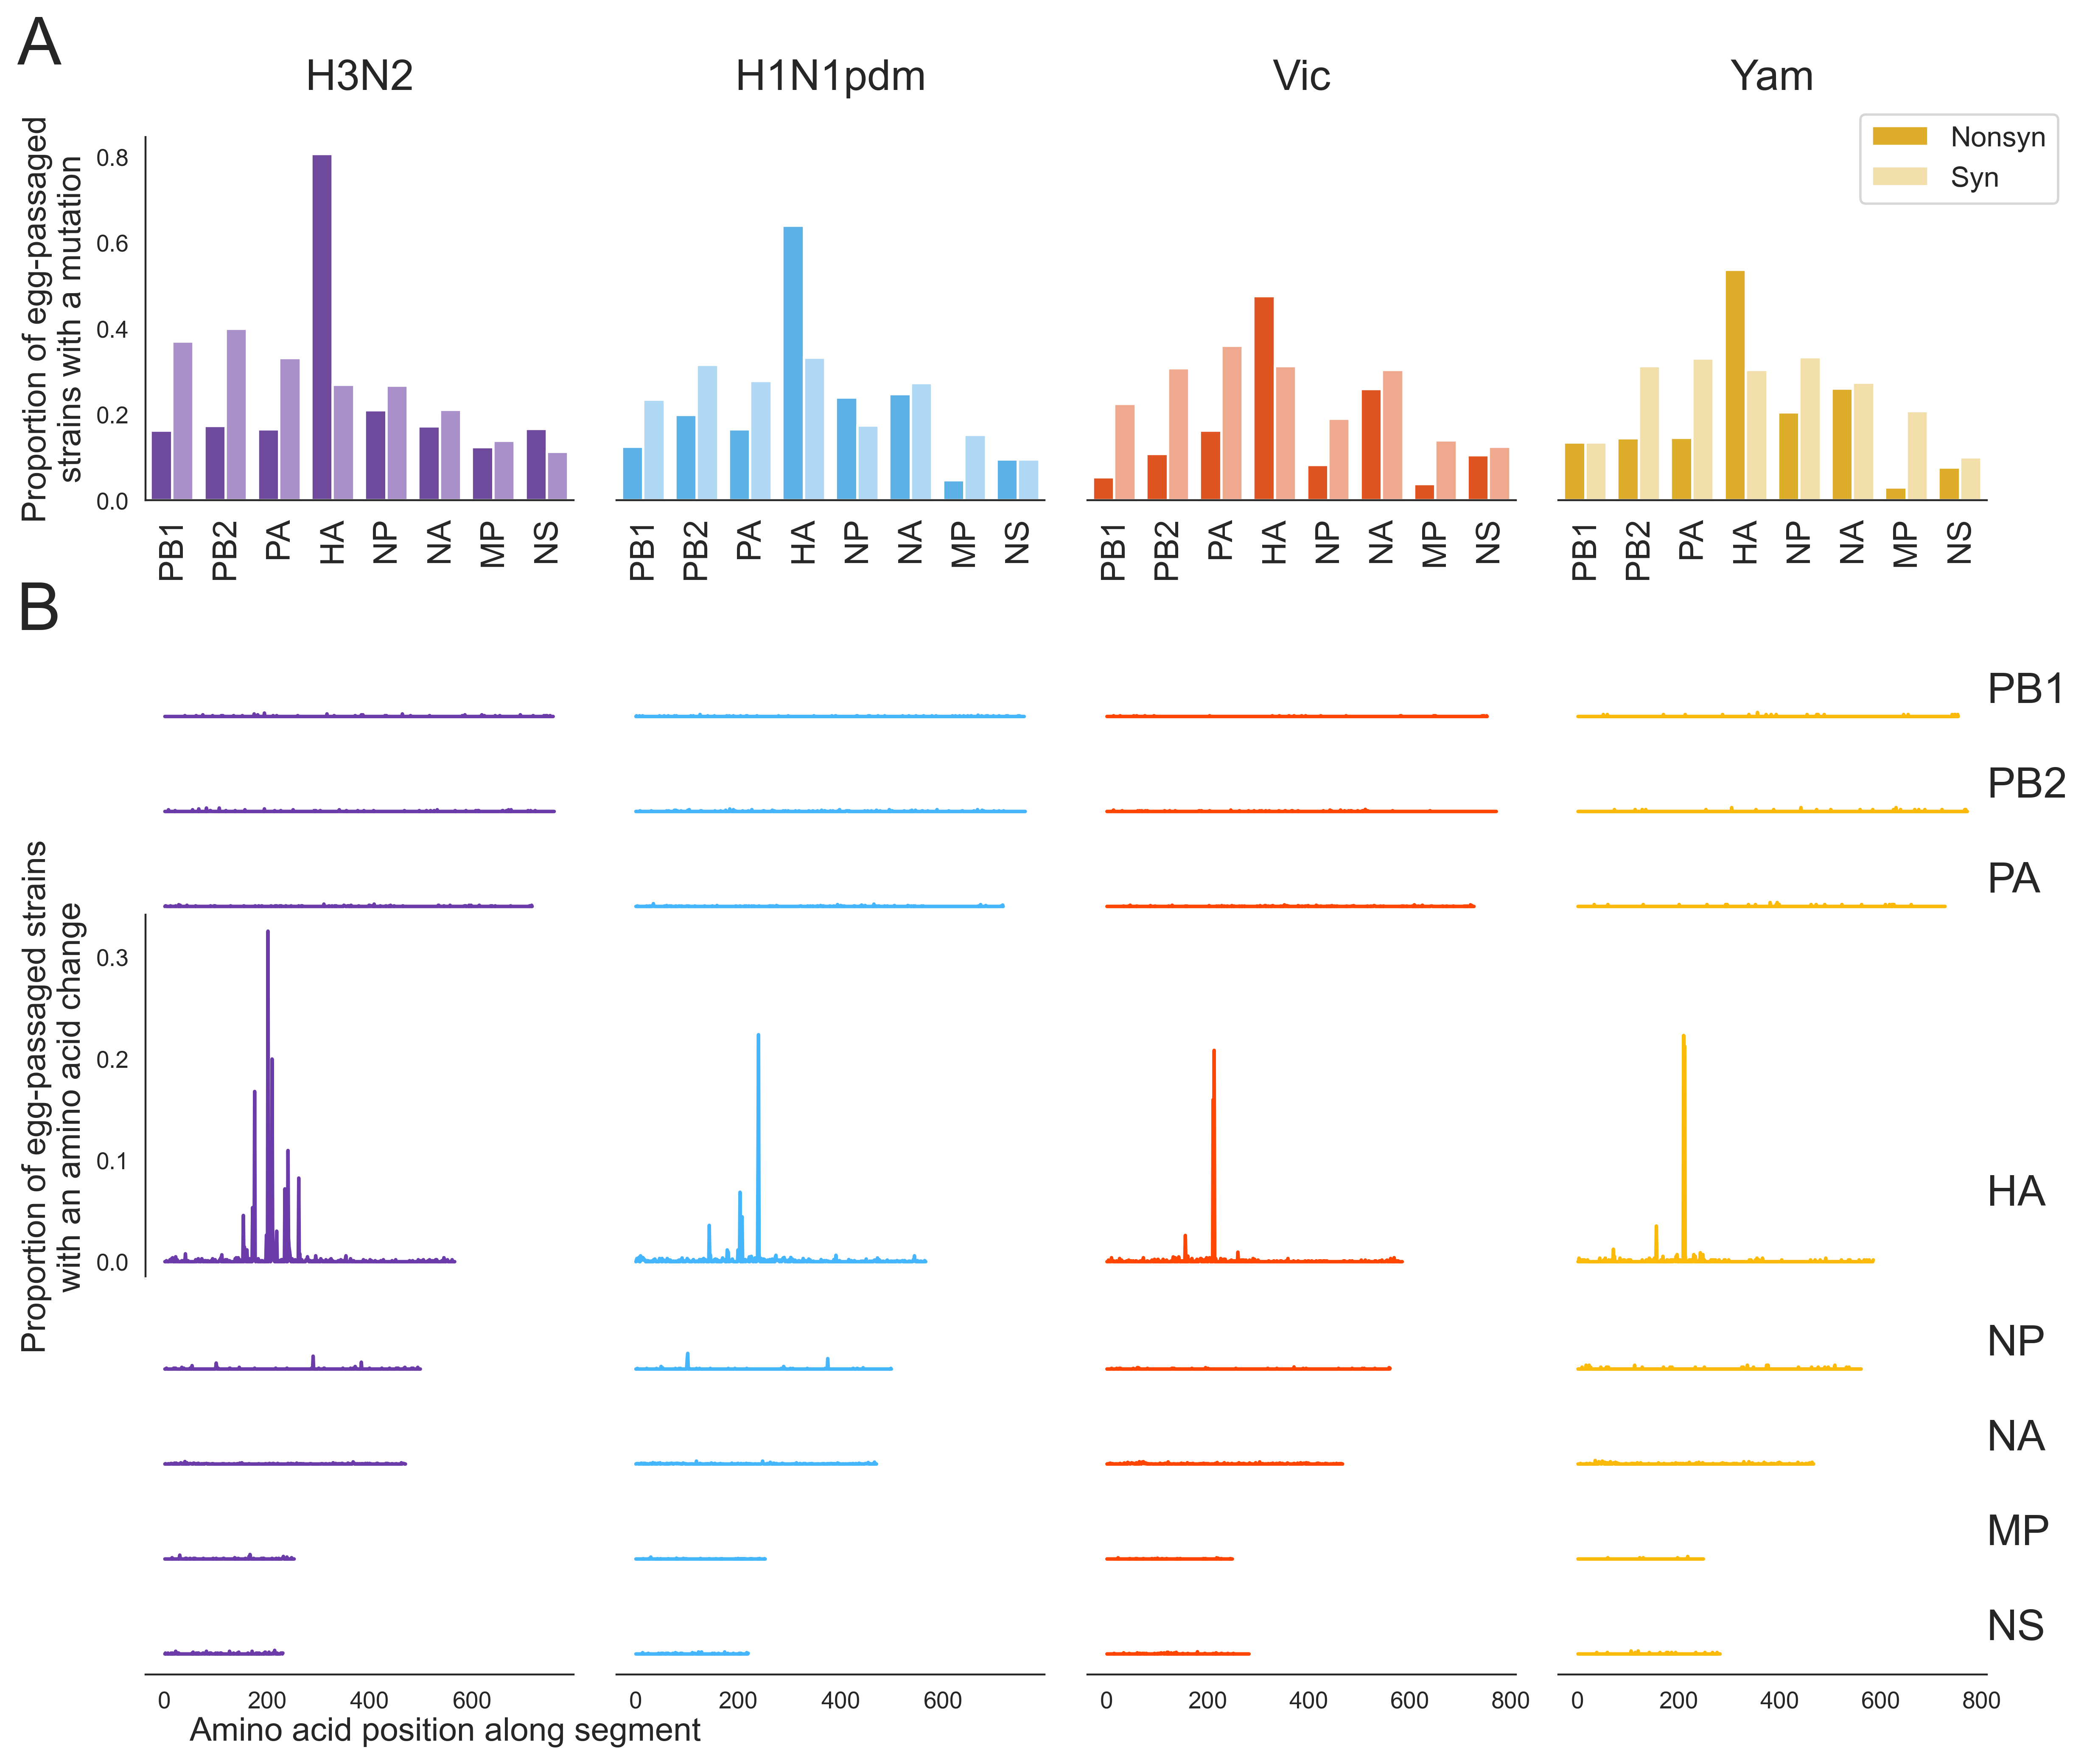 A
H3N2 H1N1pdm Vic Yam
Proportion of egg-passaged
strains with a mutation
0.8
0.6
0.4
0.2
0.0
Nonsyn
Syn
PB1 PB2 PA HA NP NA MP NS PB1 PB2 PA HA NP NA MP NS PB1 PB2 PA HA NP NA MP NS PB1 PB2 PA HA NP NA MP NS
B
PB1
PB2
PA
Proportion of egg-passaged strains
with an amino acid change
0.3
0.2
0.1
0.0
HA
NP
NA
MP
NS
0 200 400 600 0 200 400 600 0 200 400 600 800 0 200 400 600 800
Amino acid position along segment